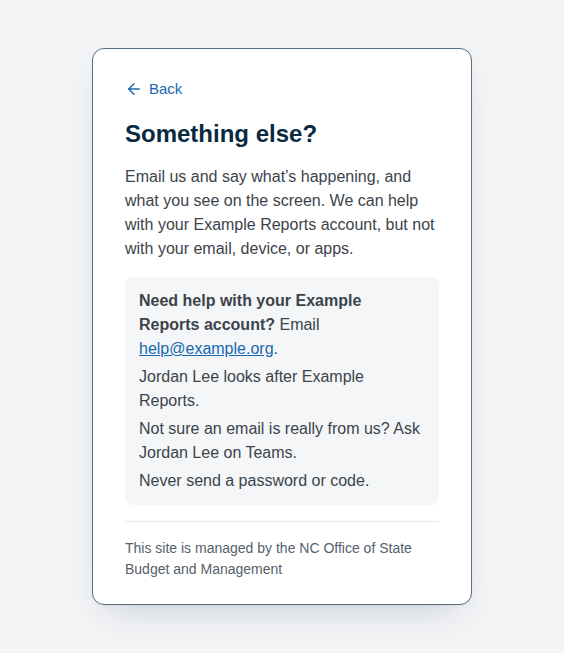 Back
Something else?
Email us and say what’s happening, and
what you see on the screen. We can help
with your Example Reports account, but not
with your email, device, or apps.
Need help with your Example
Reports account? Email
help@example.org.
Jordan Lee looks after Example
Reports.
Not sure an email is really from us? Ask
Jordan Lee on Teams.
Never send a password or code.
This site is managed by the NC Office of State
Budget and Management